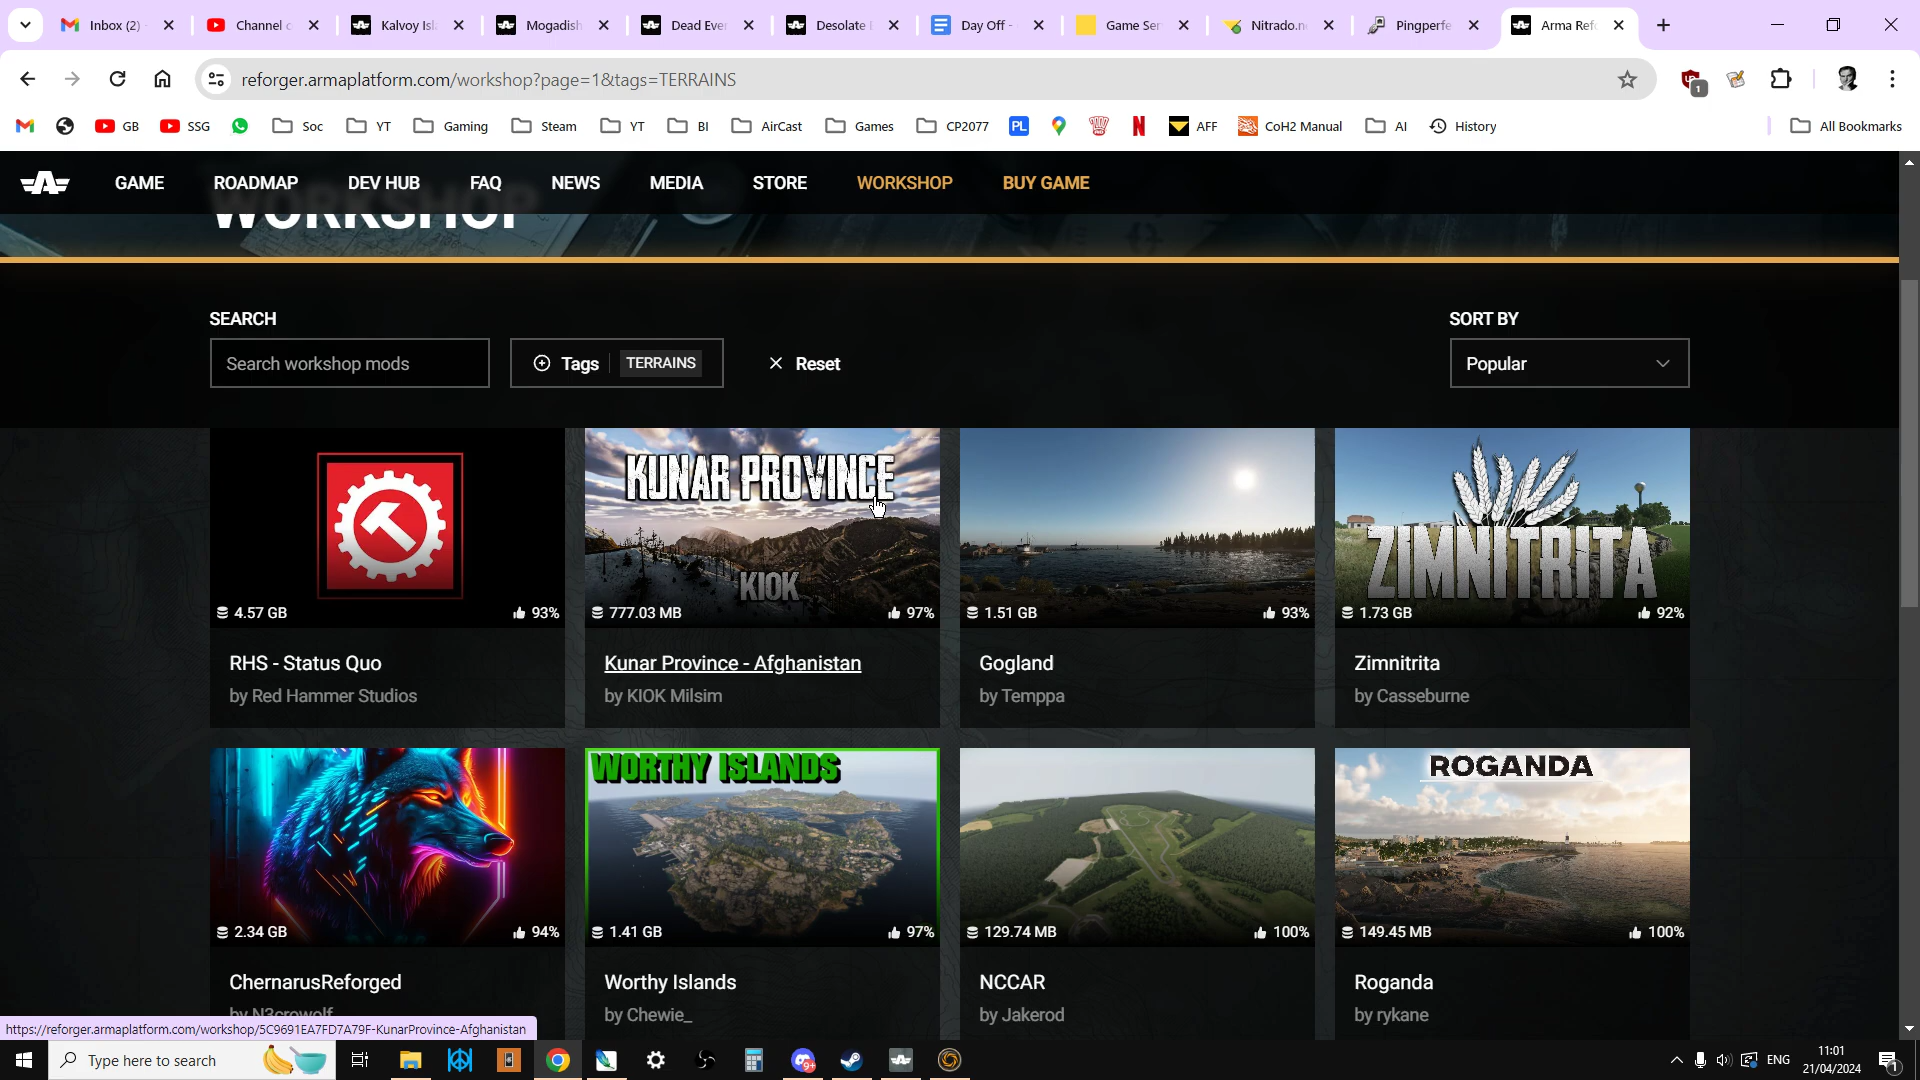 Inbox (2)
Channel c
Kalvoy Isl
Mogadish
Dead Ever
Desolate
Day Off -
Game Ser
Nitrado.n
Pingperfe
Arma Ref
reforger.armaplatform.com/workshop?page=1&tags=TERRAINS
1
GB
SSG
Soc
YT
Gaming
Steam
YT
BI
AirCast
Games
CP2077
PL
N
AFF
CoH2 Manual
AI
History
All Bookmarks
GAME
ROADMAP
DEV HUB
FAQ
NEWS
MEDIA
STORE
WORKSHOP
BUY GAME
WORKSHOP
SEARCH
SORT BY
Search workshop mods
Tags
TERRAINS
Reset
Popular
KUNAR PROVINCE
KIOK
ZIMNITRITA
4.57 GB
93%
777.03 MB
97%
1.51 GB
93%
1.73 GB
92%
RHS - Status Quo
Kunar Province - Afghanistan
Gogland
Zimnitrita
by Red Hammer Studios
by KIOK Milsim
by Temppa
by Casseburne
WORTHY ISLANDS
ROGANDA
2.34 GB
94%
1.41 GB
97%
129.74 MB
100%
149.45 MB
100%
ChernarusReforged
Worthy Islands
NCCAR
Roganda
by N3crowolf
by Chewie_
by Jakerod
by rykane
https://reforger.armaplatform.com/workshop/5C9691EA7FD7A79F-KunarProvince-Afghanistan
Type here to search
9+
ENG
11:01
21/04/2024
1